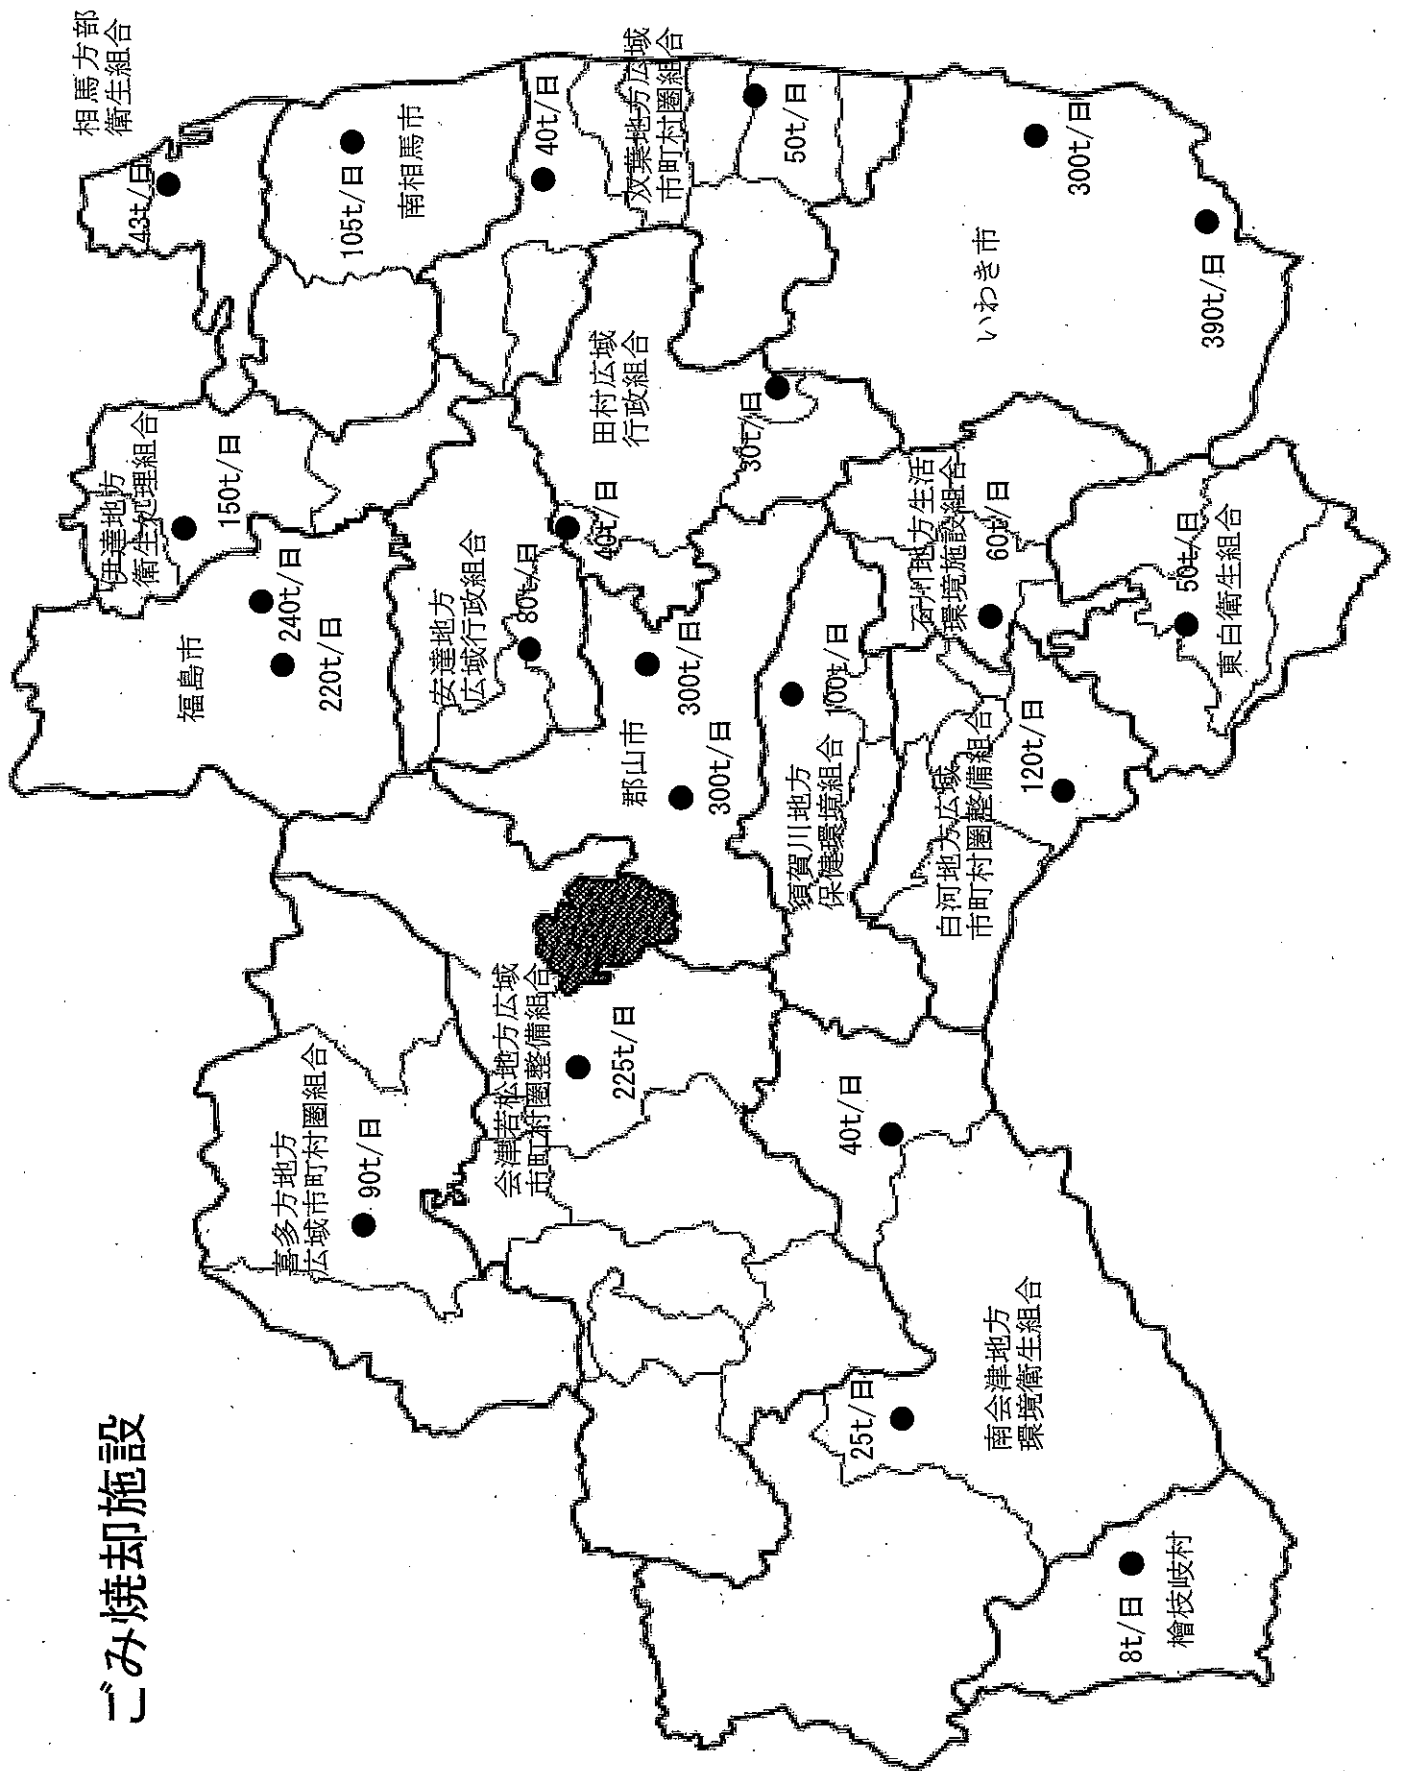 ごみ焼却施設
相馬方部
衛生組合
43t/日
105t/日
南相馬市
40t/日
双葉地方広域
市町村圏組合
50t/日
300t/日
390t/日
いわき市
伊達地方
衛生処理組合
150t/日
福島市
240t/日
220t/日
安達地方
広域行政組合
80t/日
田村広域
行政組合
40t/日
30t/日
郡山市
300t/日
300t/日
須賀川地方
保健環境組合
100t/日
石川地方生活
環境施設組合
60t/日
白河地方広域
市町村圏整備組合
120t/日
東白衛生組合
50t/日
喜多方地方
広域市町村圏組合
90t/日
会津若松地方広域
市町村圏整備組合
225t/日
40t/日
南会津地方
環境衛生組合
25t/日
8t/日
檜枝岐村